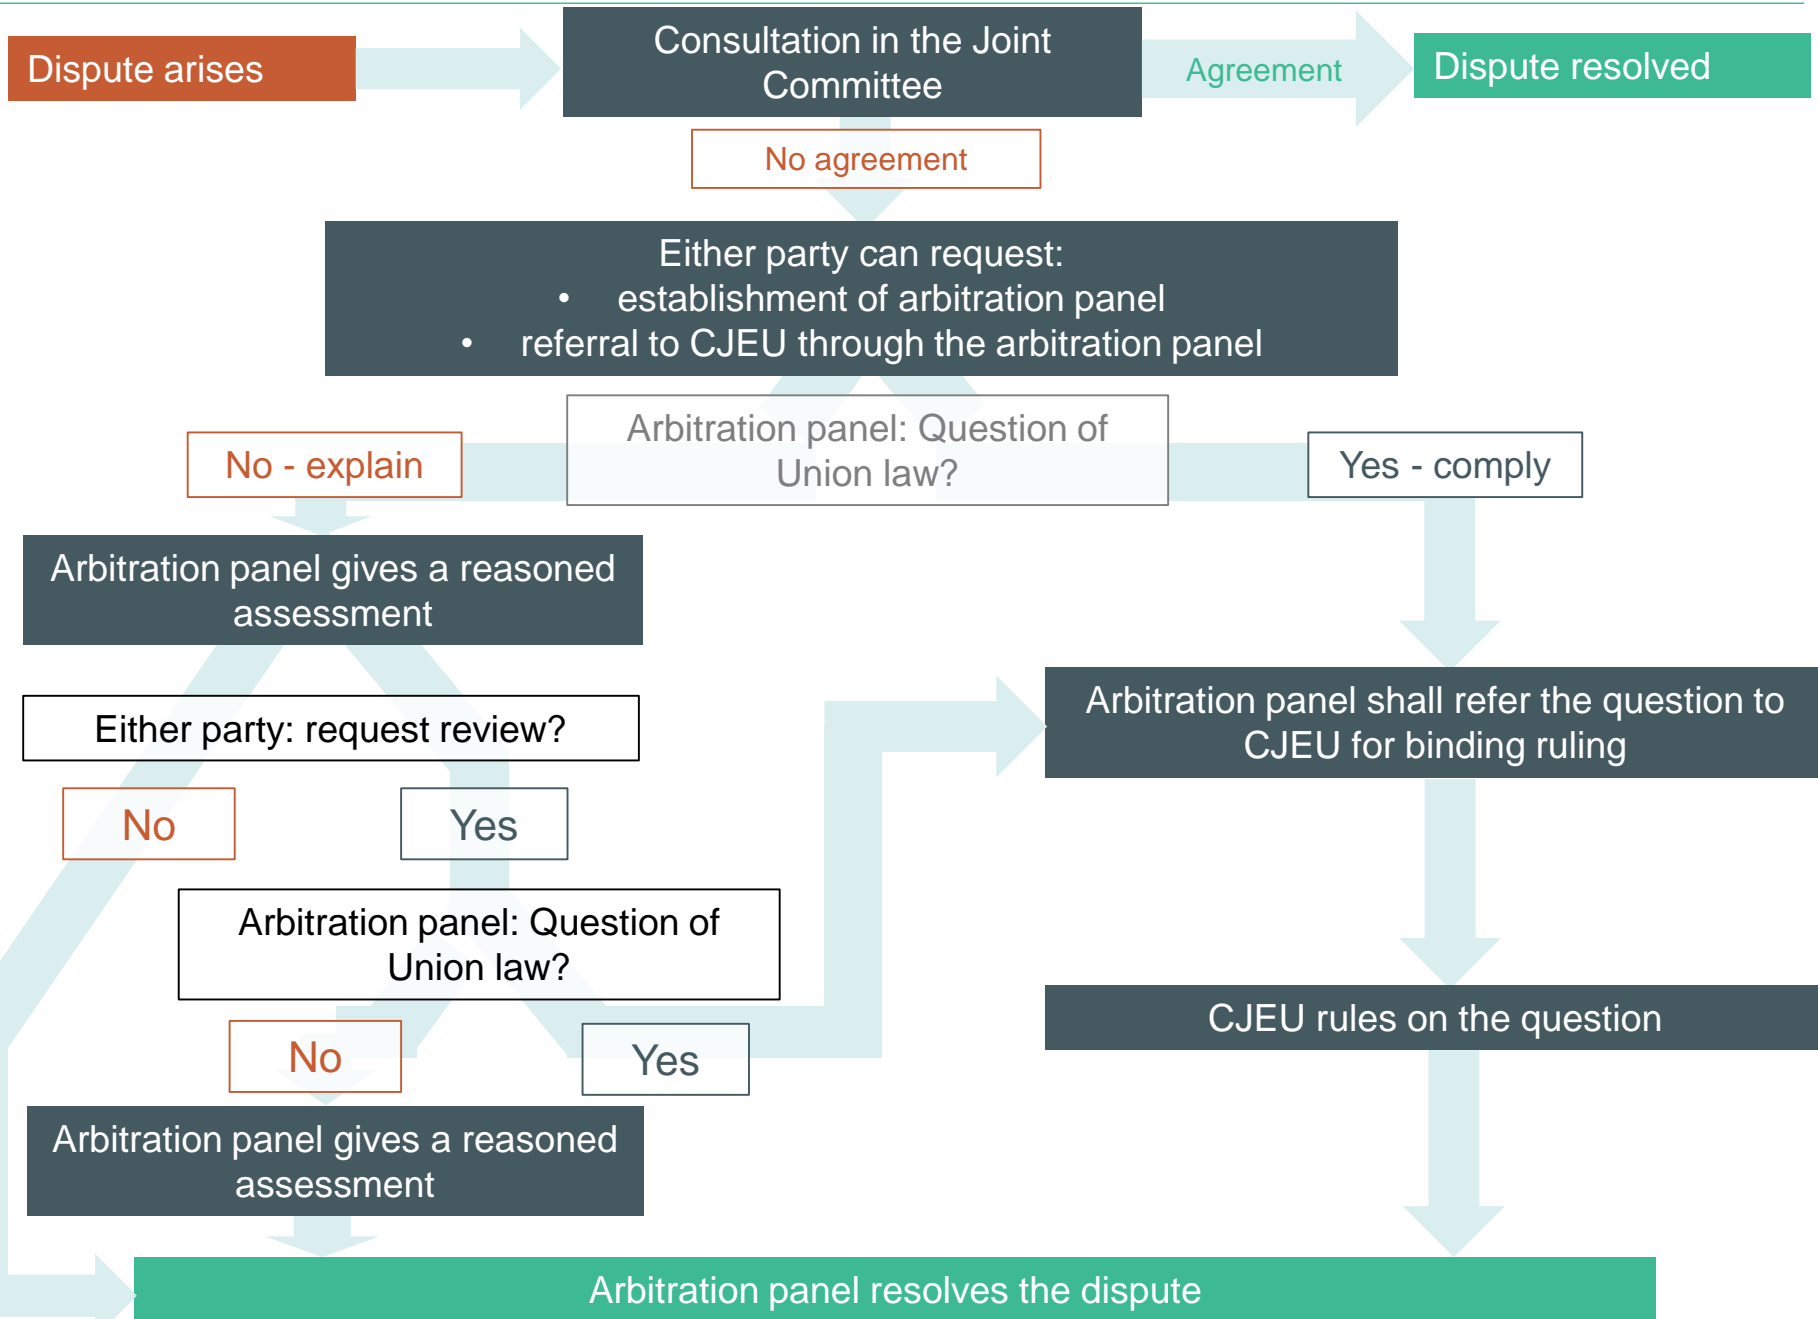 Dispute arises
Consultation in the Joint
Committee
Agreement
Dispute resolved
No agreement
Either party can request:
• establishment of arbitration panel
• referral to CJEU through the arbitration panel
Arbitration panel: Question of
Union law?
No - explain
Yes - comply
Arbitration panel gives a reasoned
assessment
Either party: request review?
Arbitration panel shall refer the question to
CJEU for binding ruling
No
Yes
Arbitration panel: Question of
Union law?
CJEU rules on the question
No
Yes
Arbitration panel gives a reasoned
assessment
Arbitration panel resolves the dispute